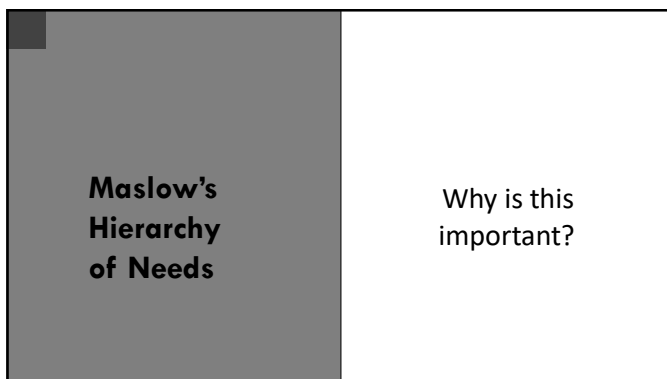 Maslow’s
Hierarchy
of Needs
Why is this
important?